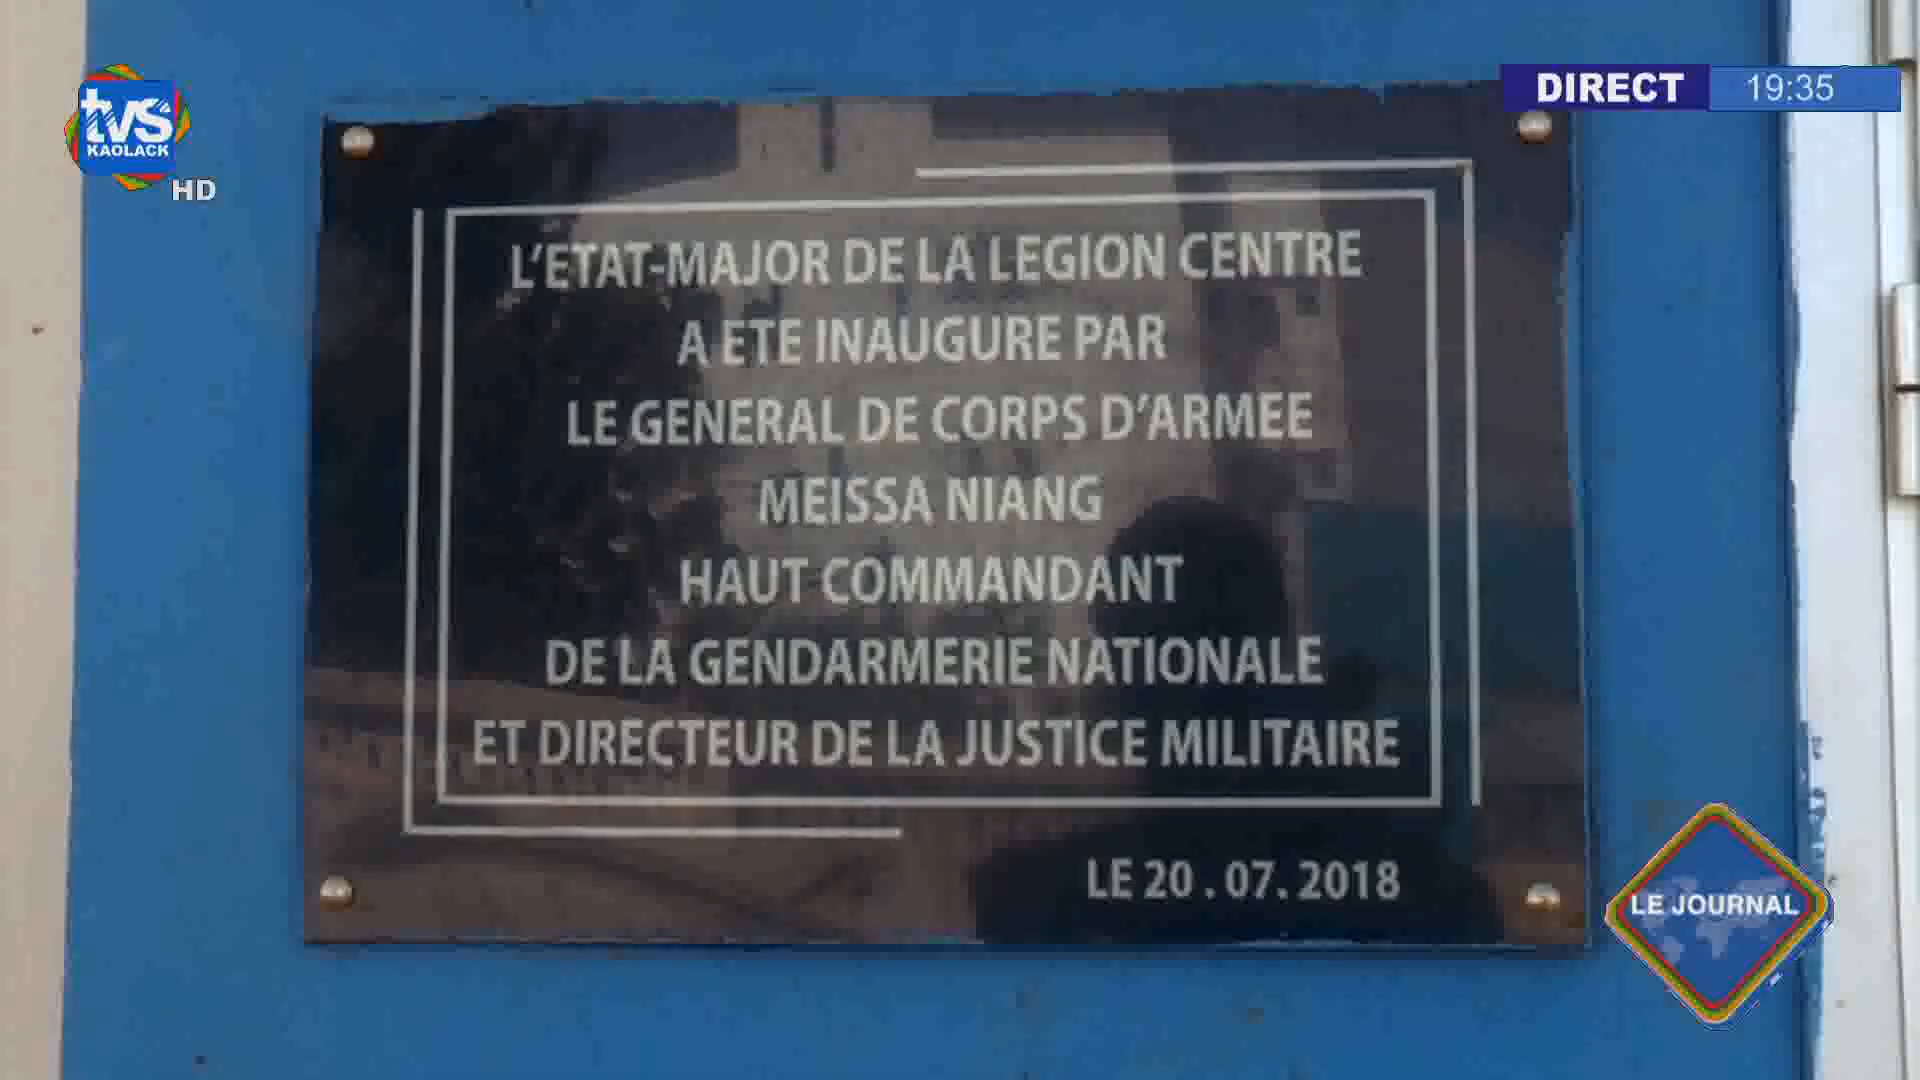 tvs
KAOLACK
HD
DIRECT 19:35
L'ETAT-MAJOR DE LA LEGION CENTRE
A ETE INAUGURE PAR
LE GENERAL DE CORPS D'ARMEE
MEISSA NIANG
HAUT COMMANDANT
DE LA GENDARMERIE NATIONALE
ET DIRECTEUR DE LA JUSTICE MILITAIRE
LE 20.07.2018
LE JOURNAL